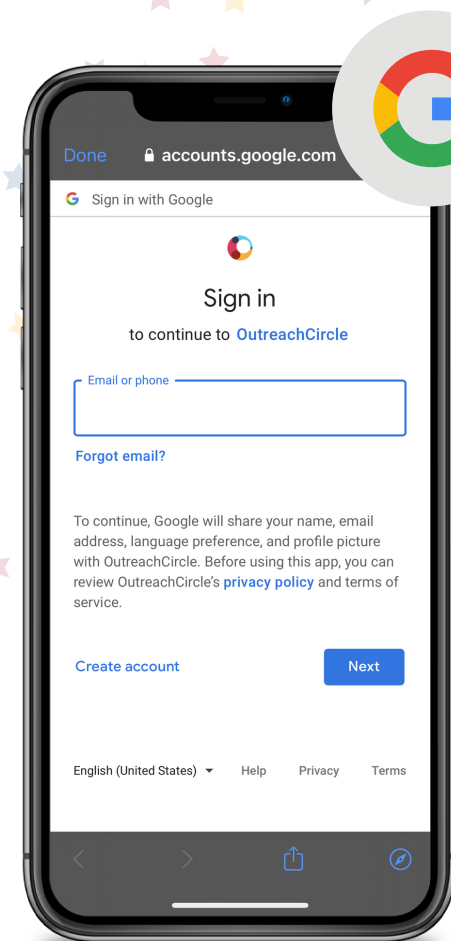 Done accounts.google.com
Sign in with Google
Sign in
to continue to OutreachCircle
Email or phone
Forgot email?
To continue, Google will share your name, email
address, language preference, and profile picture
with OutreachCircle. Before using this app, you can
review OutreachCircle's privacy policy and terms of
service.
Create account Next
English (United States) Help Privacy Terms